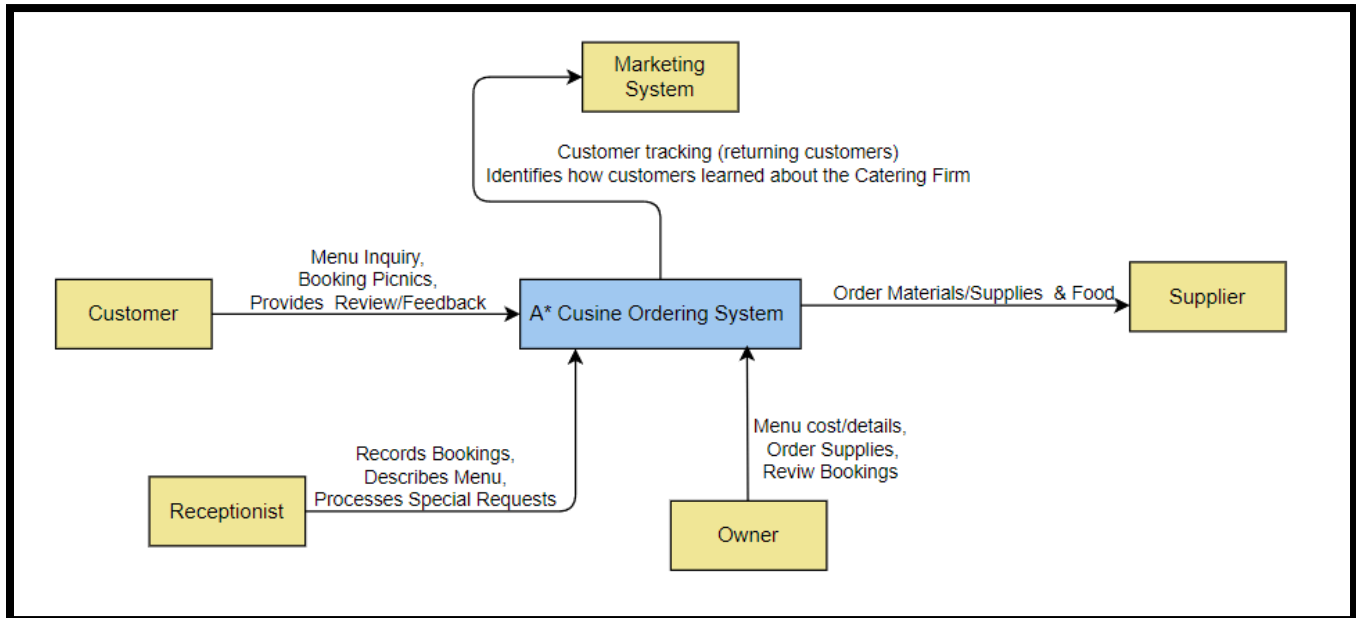 Marketing
System
Customer tracking (returning customers)
Identifies how customers learned about the Catering Firm
Menu Inquiry,
Booking Picnics,
Provides Review/Feedback
Customer
A* Cusine Ordering System
Order Materials/Supplies & Food
Supplier
Records Bookings,
Describes Menu,
Processes Special Requests
Receptionist
Menu cost/details,
Order Supplies,
Reviw Bookings
Owner